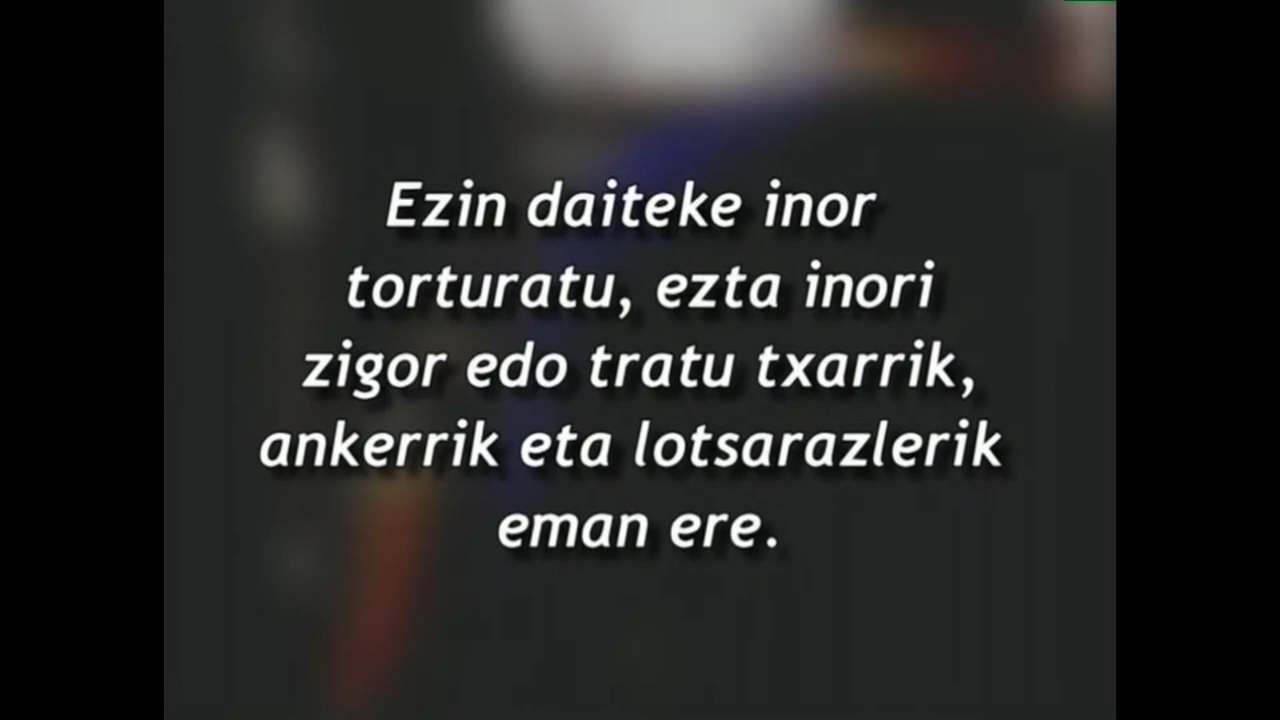 Ezin daiteke inor
torturatu, ezta inori
zigor edo tratu txarrik,
ankerrik eta lotsarazlerik
eman ere.